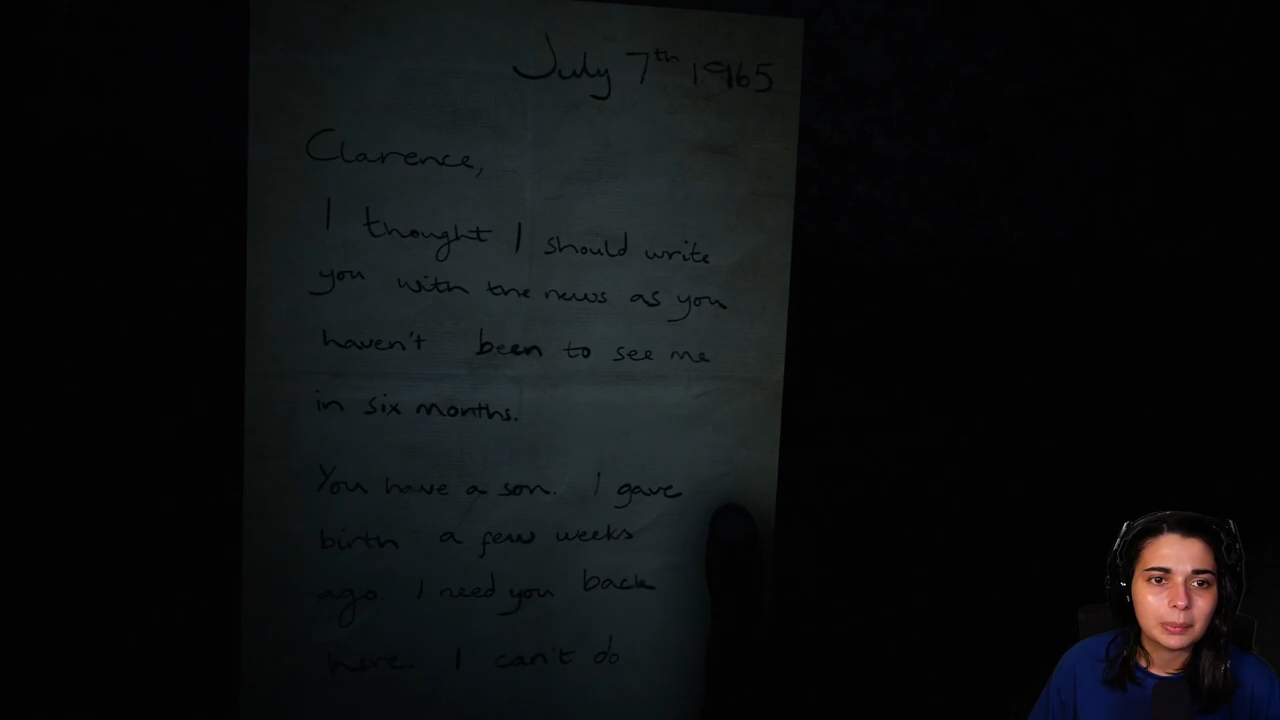 July 7th 1965
Clarence,
I thought I should write
you with the news as you
haven't been to see me
in six months.
You have a son. I gave
birth a few weeks
ago. I need you back
here. I can't do